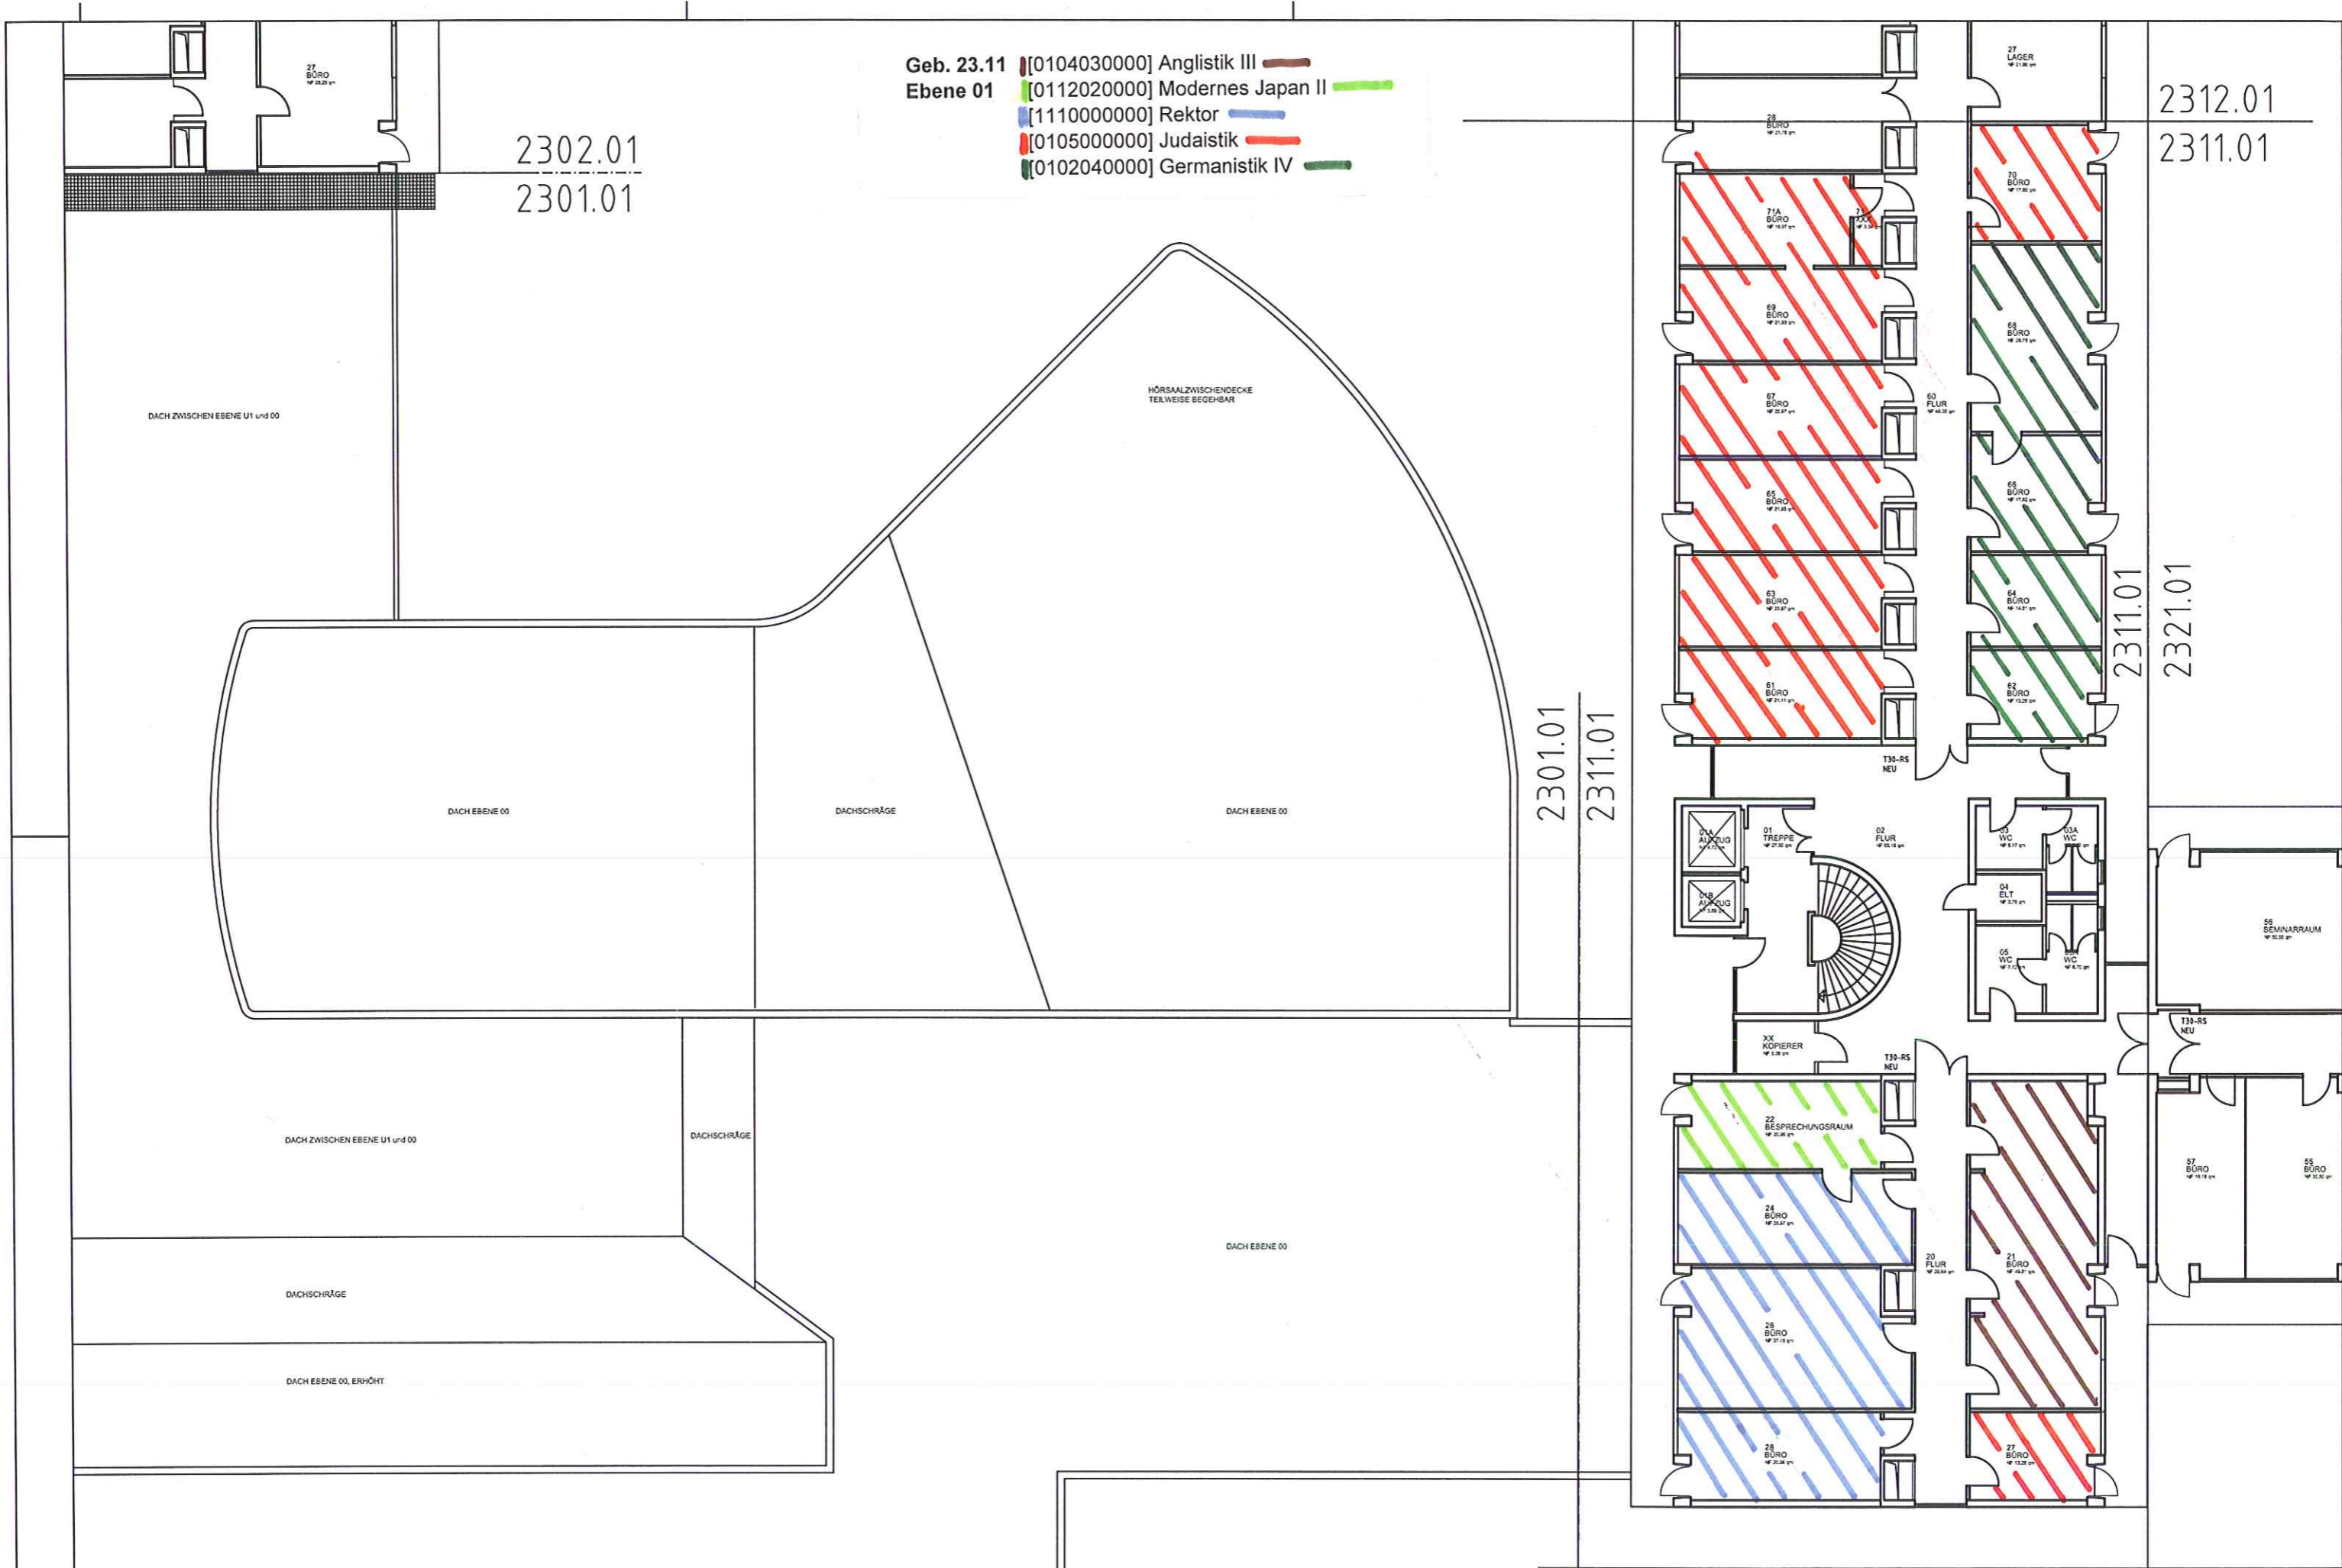 27
BÜRO
2302.01
2301.01
Geb. 23.11 [0104030000] Anglistik III
Ebene 01 [0112020000] Modernes Japan II
[1110000000] Rektor
[0105000000] Judaistik
[0102040000] Germanistik IV
27
LAGER
2312.01
2311.01
28
BÜRO
70
BÜRO
71A
BÜRO
69
BÜRO
68
BÜRO
HÖRSAALZWISCHENDECKE
TEILWEISE BEGEHBAR
DACH ZWISCHEN EBENE U1 und 00
67
BÜRO
60
FLUR
65
BÜRO
66
BÜRO
63
BÜRO
64
BÜRO
61
BÜRO
62
BÜRO
2311.01
2321.01
2301.01
2311.01
T30-RS
NEU
DACH EBENE 00
DACHSCHRÄGE
DACH EBENE 00
01A
AUFZUG
01
TREPPE
02
FLUR
03
WC
03A
WC
01B
AUFZUG
04
ELT
05
WC
WC
56
SEMINARRAUM
XX
KOPIERER
T30-RS
NEU
T30-RS
NEU
DACH ZWISCHEN EBENE U1 und 00
DACHSCHRÄGE
22
BESPRECHUNGSRAUM
57
BÜRO
55
BÜRO
24
BÜRO
DACH EBENE 00
20
FLUR
21
BÜRO
DACHSCHRÄGE
26
BÜRO
DACH EBENE 00, ERHÖHT
28
BÜRO
27
BÜRO